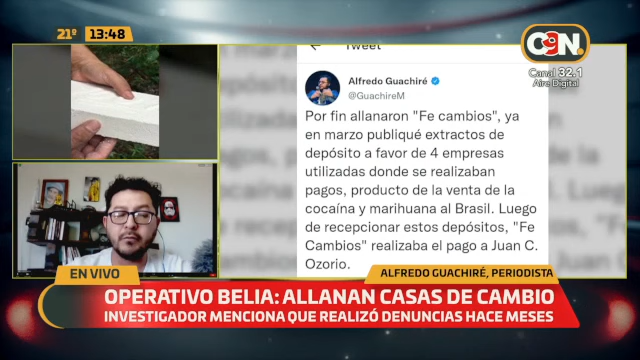 21º 13:48
C9N.
Canal 32.1
Aire Digital
Tweet
Alfredo Guachiré
@GuachireM
Por fin allanaron "Fe cambios", ya
en marzo publiqué extractos de
depósito a favor de 4 empresas
utilizadas donde se realizaban
pagos, producto de la venta de la
cocaína y marihuana al Brasil. Luego
de recepcionar estos depósitos, "Fe
Cambios" realizaba el pago a Juan C.
Ozorio.
EN VIVO
ALFREDO GUACHIRÉ, PERIODISTA
OPERATIVO BELIA: ALLANAN CASAS DE CAMBIO
INVESTIGADOR MENCIONA QUE REALIZÓ DENUNCIAS HACE MESES